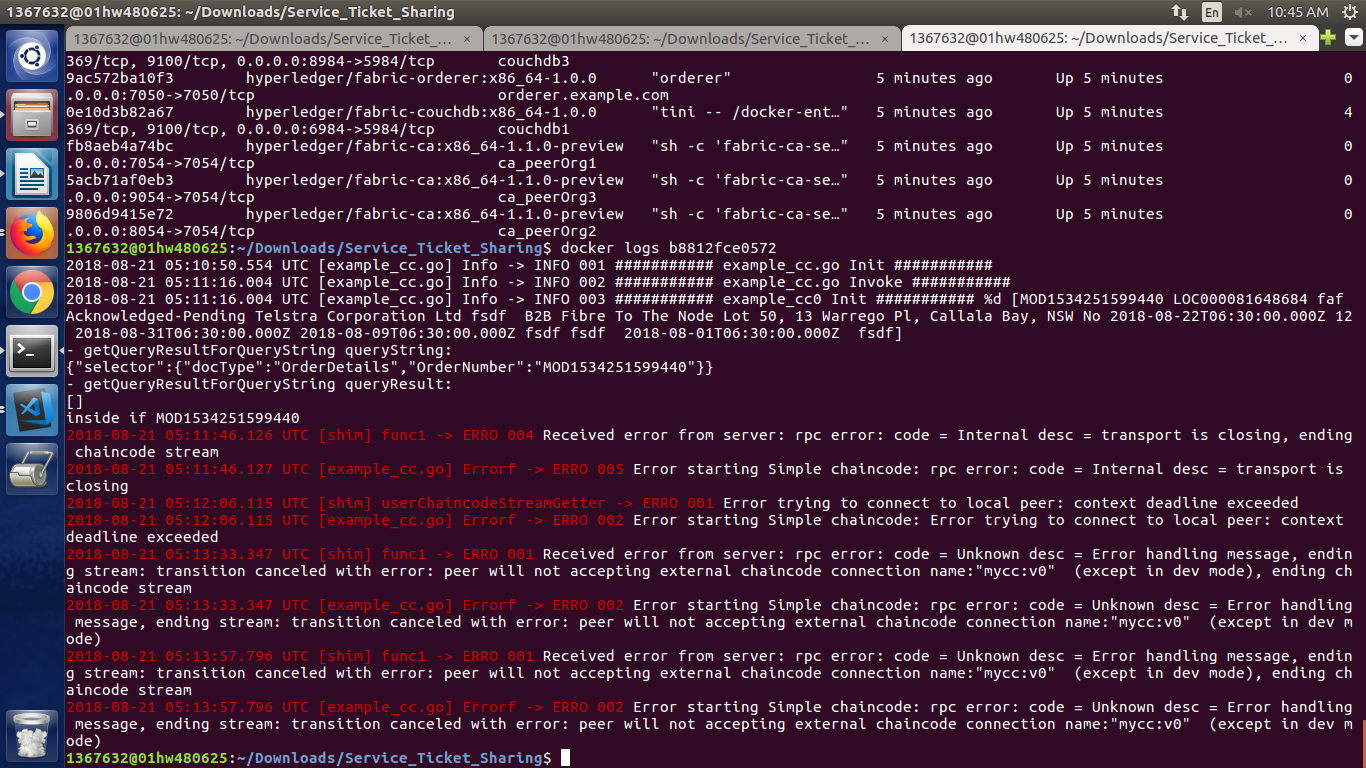 1367632@01hw480625: ~/Downloads/Service_Ticket_Sharing
En
10:45 AM
1367632@01hw480625: ~/Downloads/Service_Ticket_... ×
1367632@01hw480625: ~/Downloads/Service_Ticket_... ×
1367632@01hw480625: ~/Downloads/Service_Ticket_... ×
369/tcp, 9100/tcp, 0.0.0.0:8984->5984/tcp       couchdb3
9ac572ba10f3        hyperledger/fabric-orderer:x86_64-1.0.0      "orderer"                5 minutes ago       Up 5 minutes                    0
.0.0.0:7050->7050/tcp                           orderer.example.com
0e10d3b82a67        hyperledger/fabric-couchdb:x86_64-1.0.0      "tini -- /docker-ent…"   5 minutes ago       Up 5 minutes                    4
369/tcp, 9100/tcp, 0.0.0.0:6984->5984/tcp       couchdb1
fb8aeb4a74bc        hyperledger/fabric-ca:x86_64-1.1.0-preview   "sh -c 'fabric-ca-se…"   5 minutes ago       Up 5 minutes                    0
.0.0.0:7054->7054/tcp                           ca_peerOrg1
5acb71af0eb3        hyperledger/fabric-ca:x86_64-1.1.0-preview   "sh -c 'fabric-ca-se…"   5 minutes ago       Up 5 minutes                    0
.0.0.0:9054->7054/tcp                           ca_peerOrg3
9806d9415e72        hyperledger/fabric-ca:x86_64-1.1.0-preview   "sh -c 'fabric-ca-se…"   5 minutes ago       Up 5 minutes                    0
.0.0.0:8054->7054/tcp                           ca_peerOrg2
1367632@01hw480625:~/Downloads/Service_Ticket_Sharing$ docker logs b8812fce0572
2018-08-21 05:10:50.554 UTC [example_cc.go] Info -> INFO 001 ########### example_cc.go Init ###########
2018-08-21 05:11:16.004 UTC [example_cc.go] Info -> INFO 002 ########### example_cc.go Invoke ###########
2018-08-21 05:11:16.004 UTC [example_cc.go] Info -> INFO 003 ########### example_cc0 Init ########### %d [MOD1534251599440 LOC000081648684 faf
Acknowledged-Pending Telstra Corporation Ltd fsdf  B2B Fibre To The Node Lot 50, 13 Warrego Pl, Callala Bay, NSW No 2018-08-22T06:30:00.000Z 12
 2018-08-31T06:30:00.000Z 2018-08-09T06:30:00.000Z fsdf fsdf  2018-08-01T06:30:00.000Z  fsdf]
- getQueryResultForQueryString queryString:
{"selector":{"docType":"OrderDetails","OrderNumber":"MOD1534251599440"}}
- getQueryResultForQueryString queryResult:
[]
inside if MOD1534251599440
2018-08-21 05:11:46.126 UTC [shim] func1 -> ERRO 004 Received error from server: rpc error: code = Internal desc = transport is closing, ending
 chaincode stream
2018-08-21 05:11:46.127 UTC [example_cc.go] Errorf -> ERRO 005 Error starting Simple chaincode: rpc error: code = Internal desc = transport is
closing
2018-08-21 05:12:06.115 UTC [shim] userChaincodeStreamGetter -> ERRO 001 Error trying to connect to local peer: context deadline exceeded
2018-08-21 05:12:06.115 UTC [example_cc.go] Errorf -> ERRO 002 Error starting Simple chaincode: Error trying to connect to local peer: context
deadline exceeded
2018-08-21 05:13:33.347 UTC [shim] func1 -> ERRO 001 Received error from server: rpc error: code = Unknown desc = Error handling message, endin
g stream: transition canceled with error: peer will not accepting external chaincode connection name:"mycc:v0"  (except in dev mode), ending ch
aincode stream
2018-08-21 05:13:33.347 UTC [example_cc.go] Errorf -> ERRO 002 Error starting Simple chaincode: rpc error: code = Unknown desc = Error handling
 message, ending stream: transition canceled with error: peer will not accepting external chaincode connection name:"mycc:v0"  (except in dev m
ode)
2018-08-21 05:13:57.796 UTC [shim] func1 -> ERRO 001 Received error from server: rpc error: code = Unknown desc = Error handling message, endin
g stream: transition canceled with error: peer will not accepting external chaincode connection name:"mycc:v0"  (except in dev mode), ending ch
aincode stream
2018-08-21 05:13:57.796 UTC [example_cc.go] Errorf -> ERRO 002 Error starting Simple chaincode: rpc error: code = Unknown desc = Error handling
 message, ending stream: transition canceled with error: peer will not accepting external chaincode connection name:"mycc:v0"  (except in dev m
ode)
1367632@01hw480625:~/Downloads/Service_Ticket_Sharing$